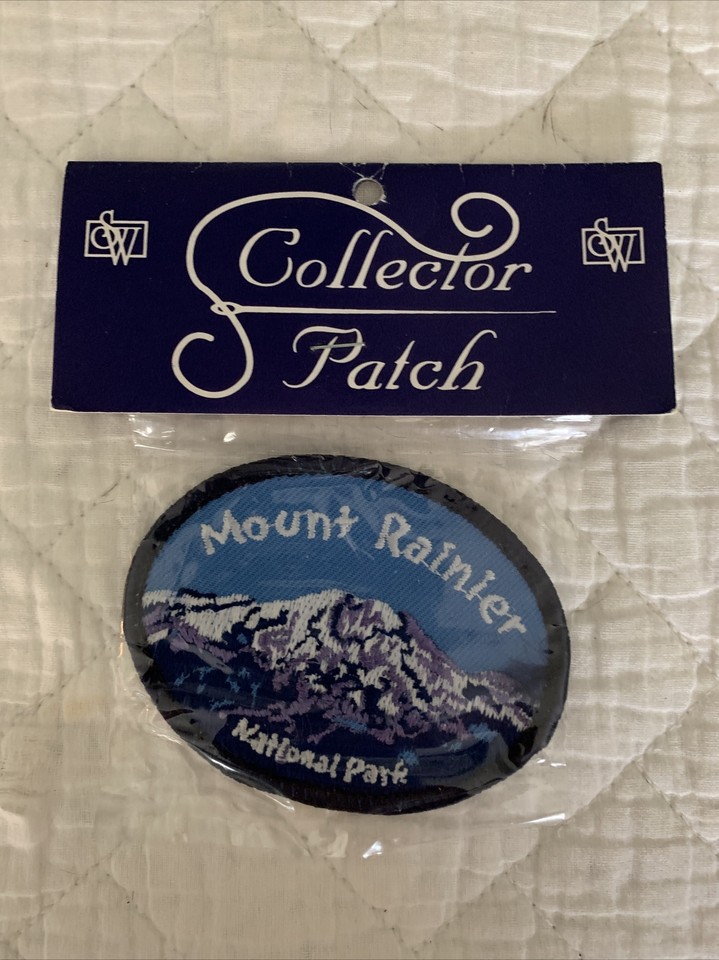 SW
Collector
SW
Patch
Mount Rainier
National Park